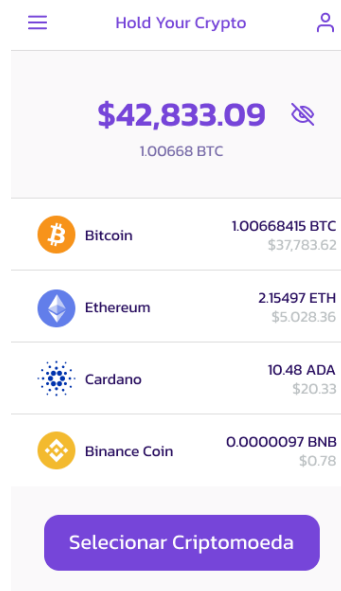 Hold Your Crypto
$42,833.09
1.00668 BTC
Bitcoin
1.00668415 BTC
$37,783.62
Ethereum
2.15497 ETH
$5.028.36
Cardano
10.48 ADA
$20.33
Binance Coin
0.0000097 BNB
$0.78
Selecionar Criptomoeda